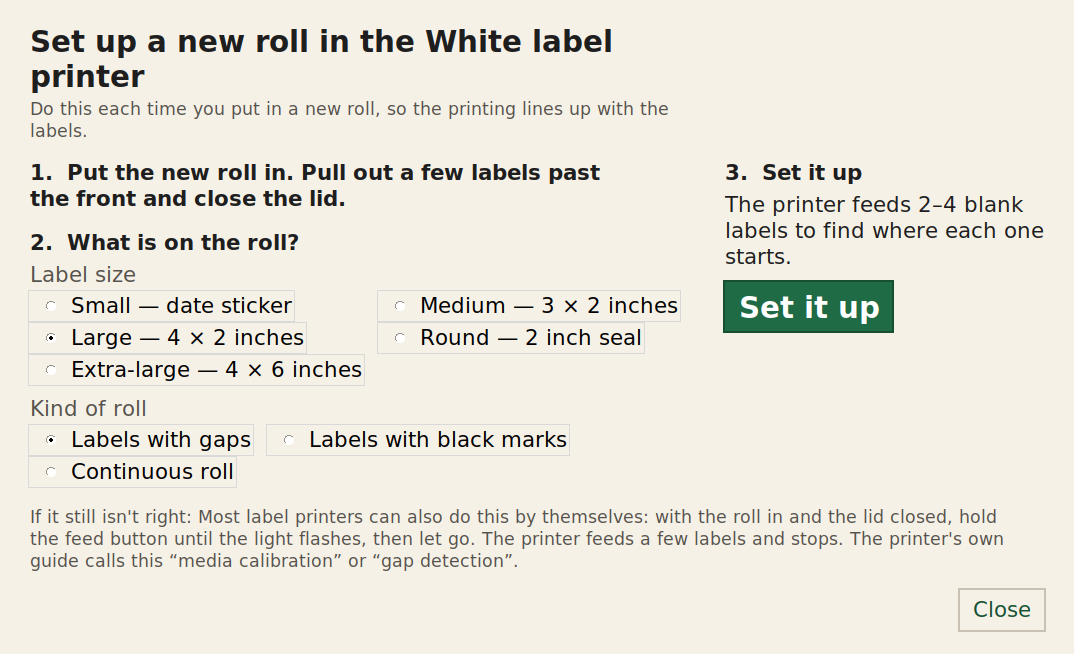 Set up a new roll in the White label
printer
Do this each time you put in a new roll, so the printing lines up with the
labels.
1.  Put the new roll in. Pull out a few labels past
the front and close the lid.
2.  What is on the roll?
Label size
Small — date sticker
Medium — 3 × 2 inches
Large — 4 × 2 inches
Round — 2 inch seal
Extra-large — 4 × 6 inches
Kind of roll
Labels with gaps
Labels with black marks
Continuous roll
3.  Set it up
The printer feeds 2–4 blank
labels to find where each one
starts.
Set it up
If it still isn't right: Most label printers can also do this by themselves: with the roll in and the lid closed, hold
the feed button until the light flashes, then let go. The printer feeds a few labels and stops. The printer's own
guide calls this “media calibration” or “gap detection”.
Close